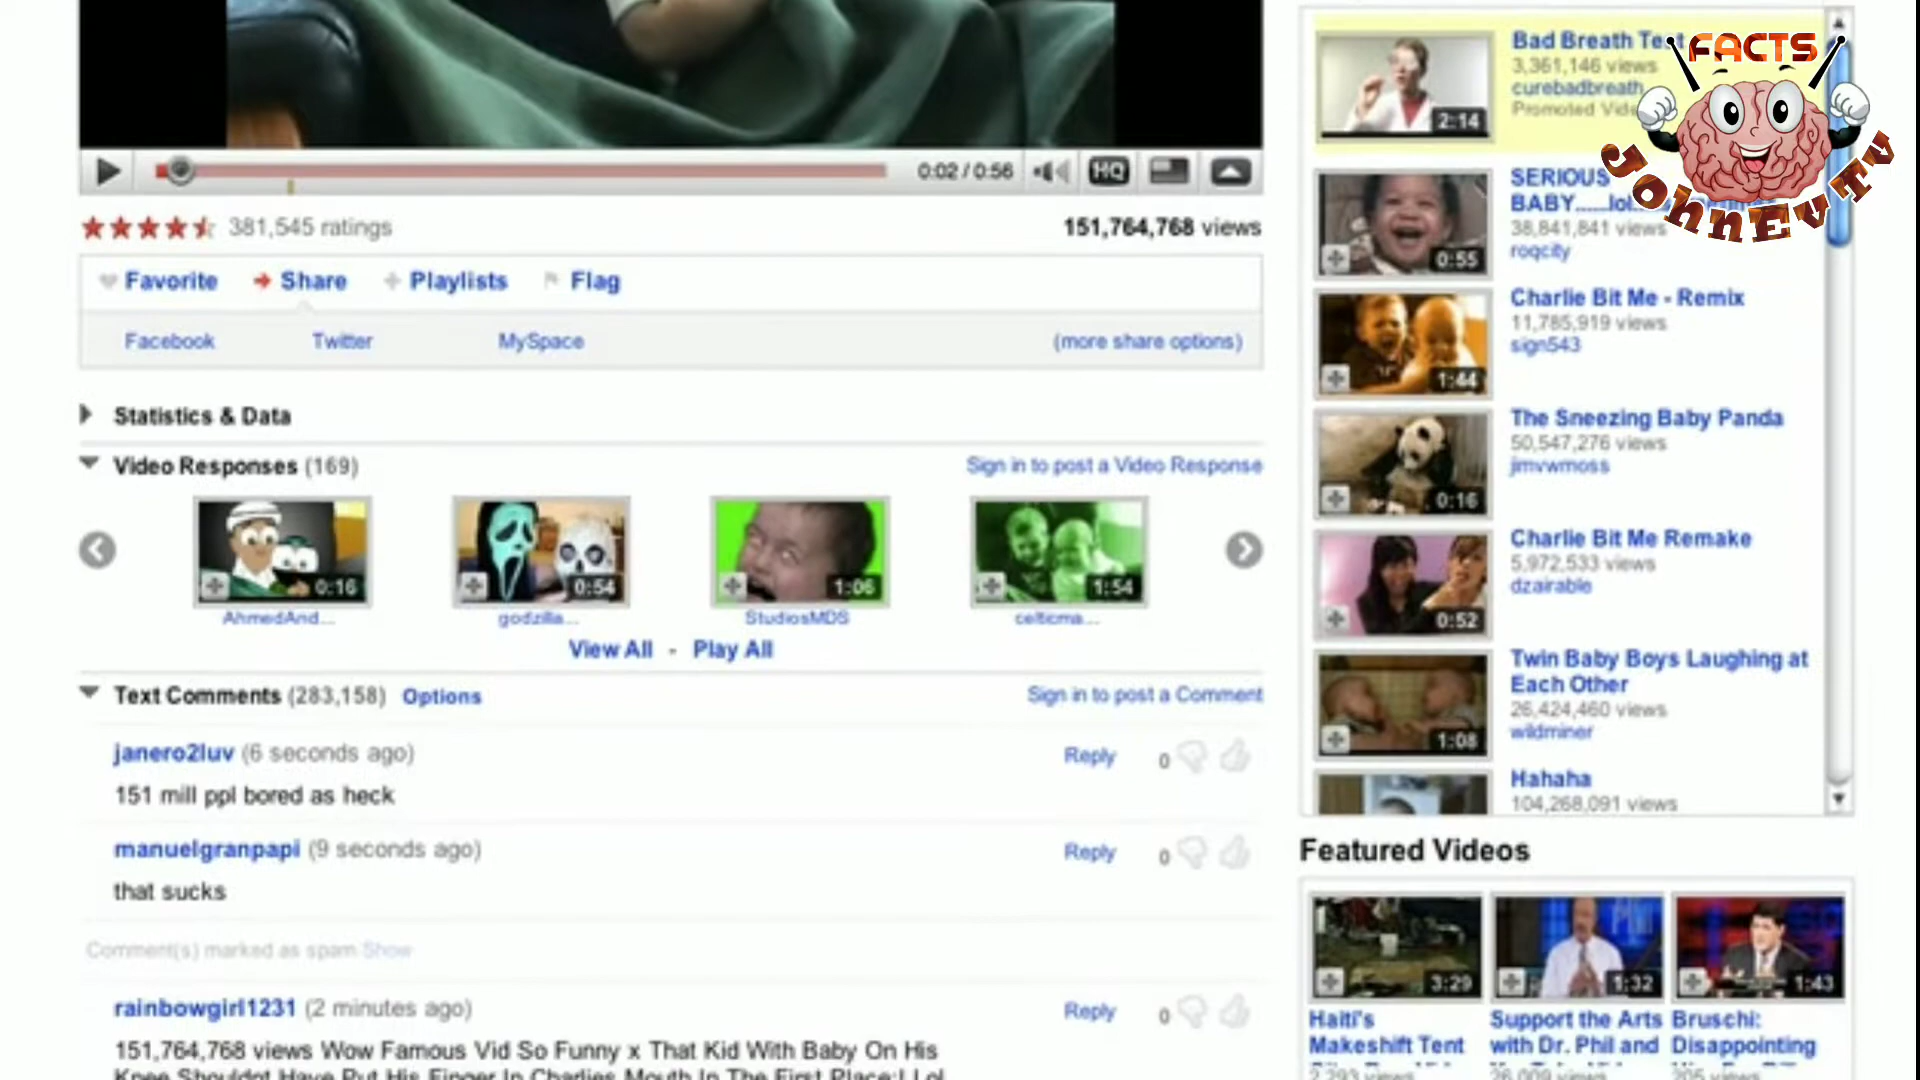 0:02 / 0:56
HQ
381,545 ratings
151,764,768 views
Favorite
Share
Playlists
Flag
Facebook
Twitter
MySpace
(more share options)
Statistics & Data
Video Responses (169)
Sign in to post a Video Response
0:16
0:54
1:06
1:54
AhmedAnd...
godzilla...
StudiosMDS
celticma...
View All - Play All
Text Comments (283,158) Options
Sign in to post a Comment
janero2luv (6 seconds ago)
Reply 0
151 mill ppl bored as heck
manuelgranpapi (9 seconds ago)
Reply 0
that sucks
Comment(s) marked as spam Show
rainbowgirl1231 (2 minutes ago)
Reply 0
151,764,768 views Wow Famous Vid So Funny x That Kid With Baby On His
Knee Shouldnt Have Put His Finger In Charlies Mouth In The First Place! Lol
Bad Breath Test
3,361,146 views
curebadbreath
Promoted
2:14
SERIOUS
BABY.....lol
38,841,841 views
roqcity
0:55
Charlie Bit Me - Remix
11,785,919 views
sign543
1:44
The Sneezing Baby Panda
50,547,276 views
jimvwmoss
0:16
Charlie Bit Me Remake
5,972,533 views
dzairable
0:52
Twin Baby Boys Laughing at
Each Other
26,424,460 views
wildminer
1:08
Hahaha
104,268,091 views
Featured Videos
3:29
1:32
1:43
Haiti's
Makeshift Tent
2,293 views
Support the Arts
with Dr. Phil and
26,009 views
Bruschi:
Disappointing
205 views
FACTS
JohnEvTv